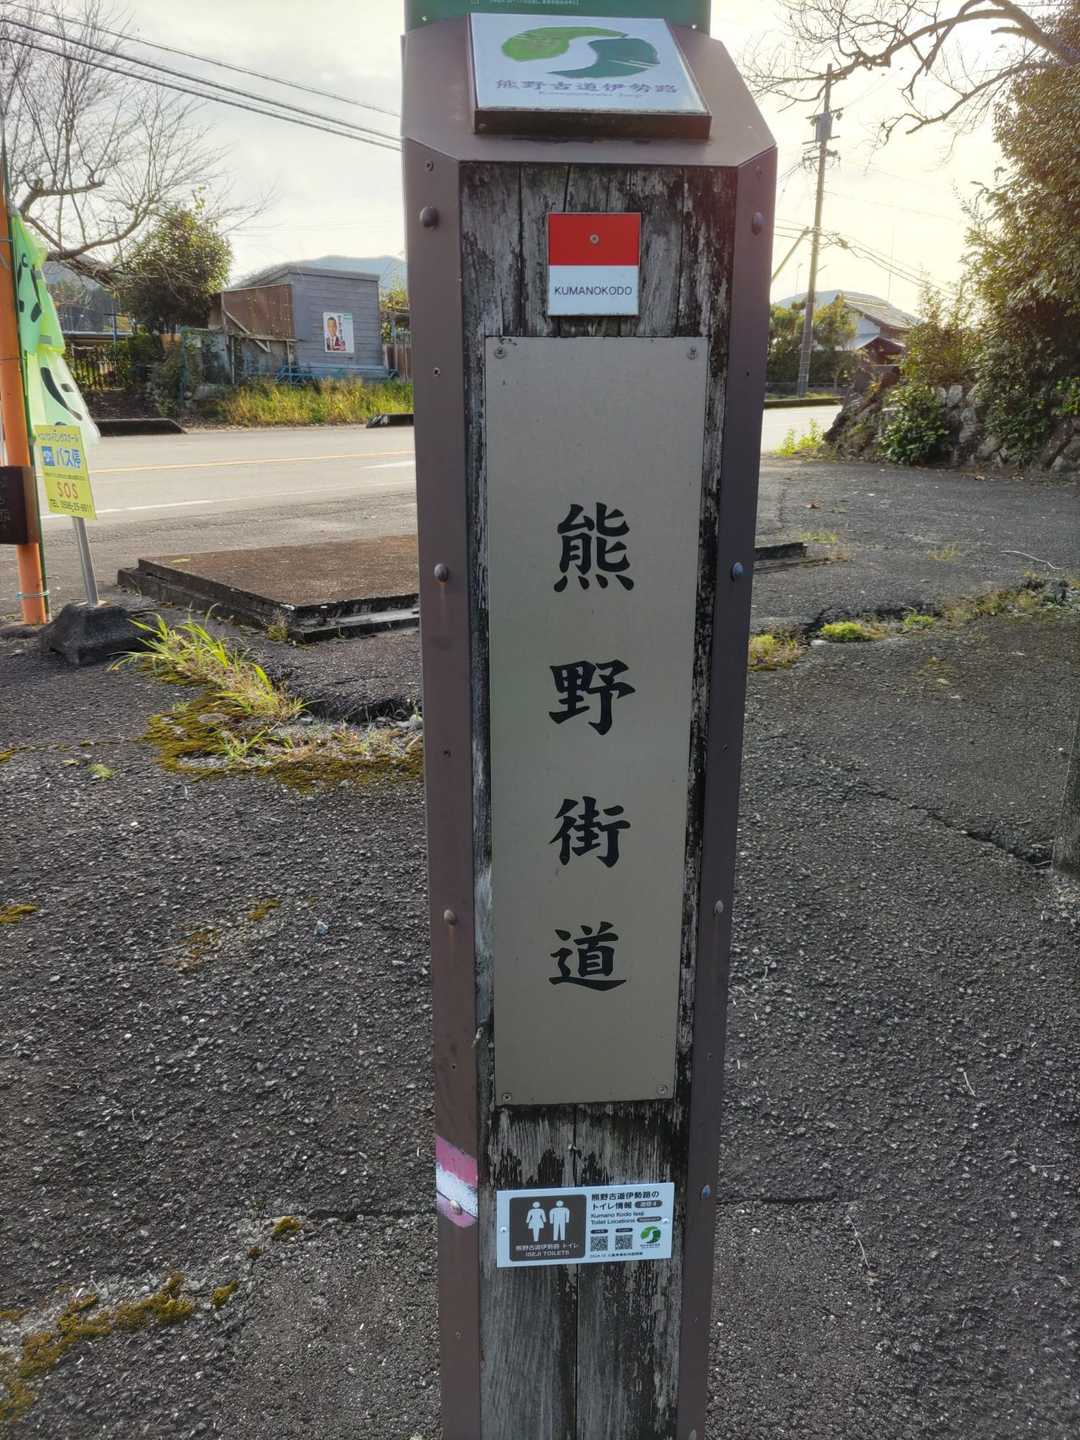 熊野古道伊勢路
KUMANOKODO
熊野街道
バス停
SOS
熊野古道伊勢路の
トイレ情報
Kumano Kodo Iseji
Toilet Locations
熊野古道伊勢路 トイレ
ISEJI TOILETS